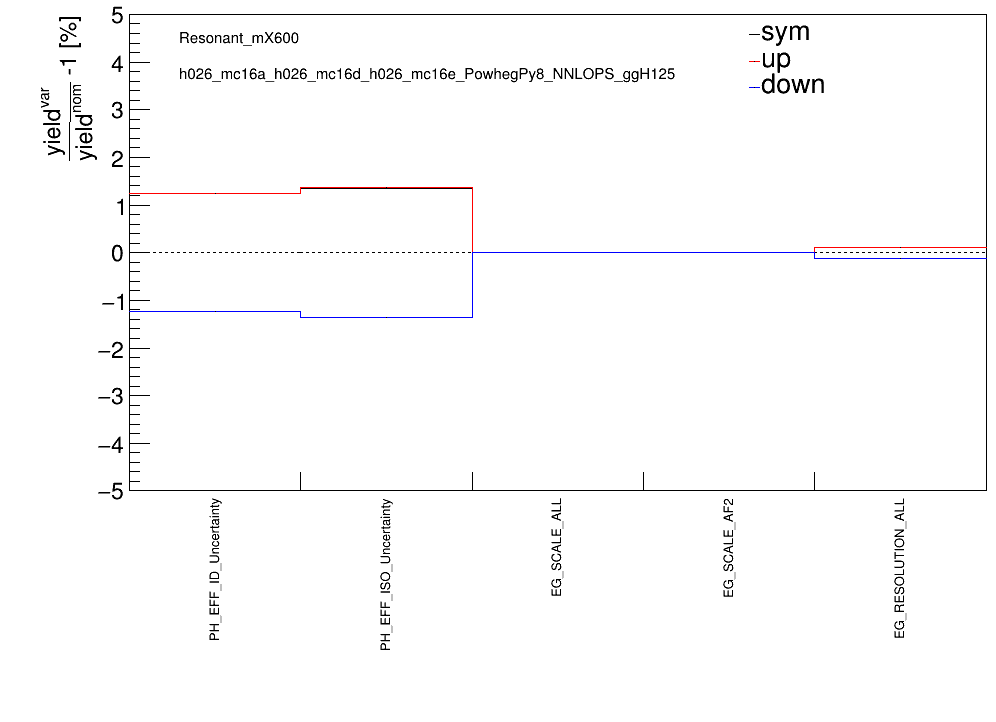 yield^var
yield^nom -1 [%]
Resonant_mX600
h026_mc16a_h026_mc16d_h026_mc16e_PowhegPy8_NNLOPS_ggH125
sym
up
down
5
4
3
2
1
0
−1
−2
−3
−4
−5
PH_EFF_ID_Uncertainty
PH_EFF_ISO_Uncertainty
EG_SCALE_ALL
EG_SCALE_AF2
EG_RESOLUTION_ALL